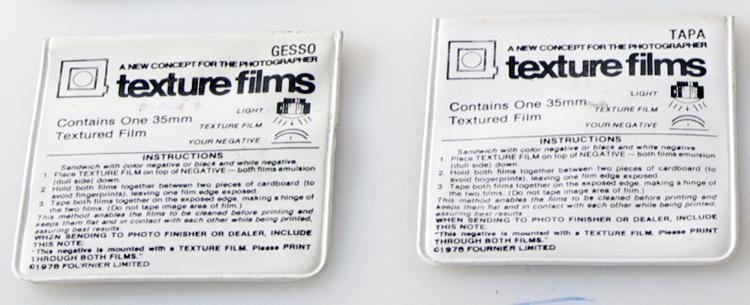 GESSO
A NEW CONCEPT FOR THE PHOTOGRAPHER
texture films
LIGHT
Contains One 35mm
Textured Film
TEXTURE FILM
YOUR NEGATIVE
INSTRUCTIONS
Sandwich with color negative or black and white negative.
1. Place TEXTURE FILM on top of NEGATIVE — both films emulsion
(dull side) down.
2. Hold both films together between two pieces of cardboard (to
avoid fingerprints), leaving one film edge exposed.
3. Tape both films together on the exposed edge, making a hinge of
the two films. (Do not tape image area of film.)
This method enables the films to be cleaned before printing and
keeps them flat and in contact with each other while being printed,
assuring best results.
WHEN SENDING TO PHOTO FINISHER OR DEALER, INCLUDE
THIS NOTE:
"This negative is mounted with a TEXTURE FILM. Please PRINT
THROUGH BOTH FILMS."
©1978 FOURNIER LIMITED
TAPA
A NEW CONCEPT FOR THE PHOTOGRAPHER
texture films
LIGHT
Contains One 35mm
Textured Film
TEXTURE FILM
YOUR NEGATIVE
INSTRUCTIONS
Sandwich with color negative or black and white negative.
1. Place TEXTURE FILM on top of NEGATIVE — both films emulsion
(dull side) down.
2. Hold both films together between two pieces of cardboard (to
avoid fingerprints), leaving one film edge exposed.
3. Tape both films together on the exposed edge, making a hinge of
the two films. (Do not tape image area of film.)
This method enables the films to be cleaned before printing and
keeps them flat and in contact with each other while being printed,
assuring best results.
WHEN SENDING TO PHOTO FINISHER OR DEALER, INCLUDE
THIS NOTE:
"This negative is mounted with a TEXTURE FILM. Please PRINT
THROUGH BOTH FILMS."
©1978 FOURNIER LIMITED